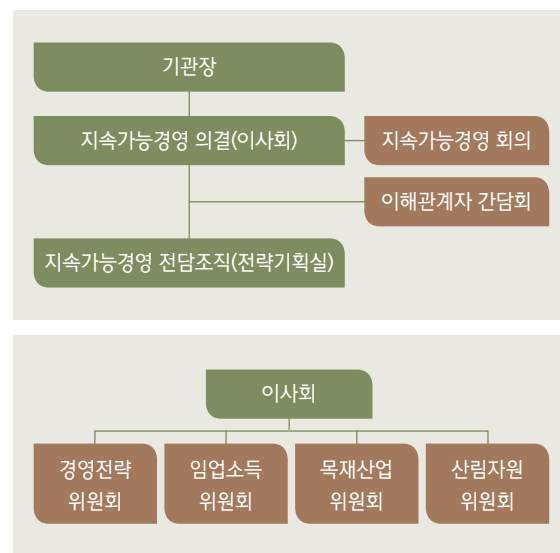 기관장
지속가능경영 의결(이사회)
지속가능경영 회의
이해관계자 간담회
지속가능경영 전담조직(전략기획실)
이사회
경영전략
위원회
임업소득
위원회
목재산업
위원회
산림자원
위원회